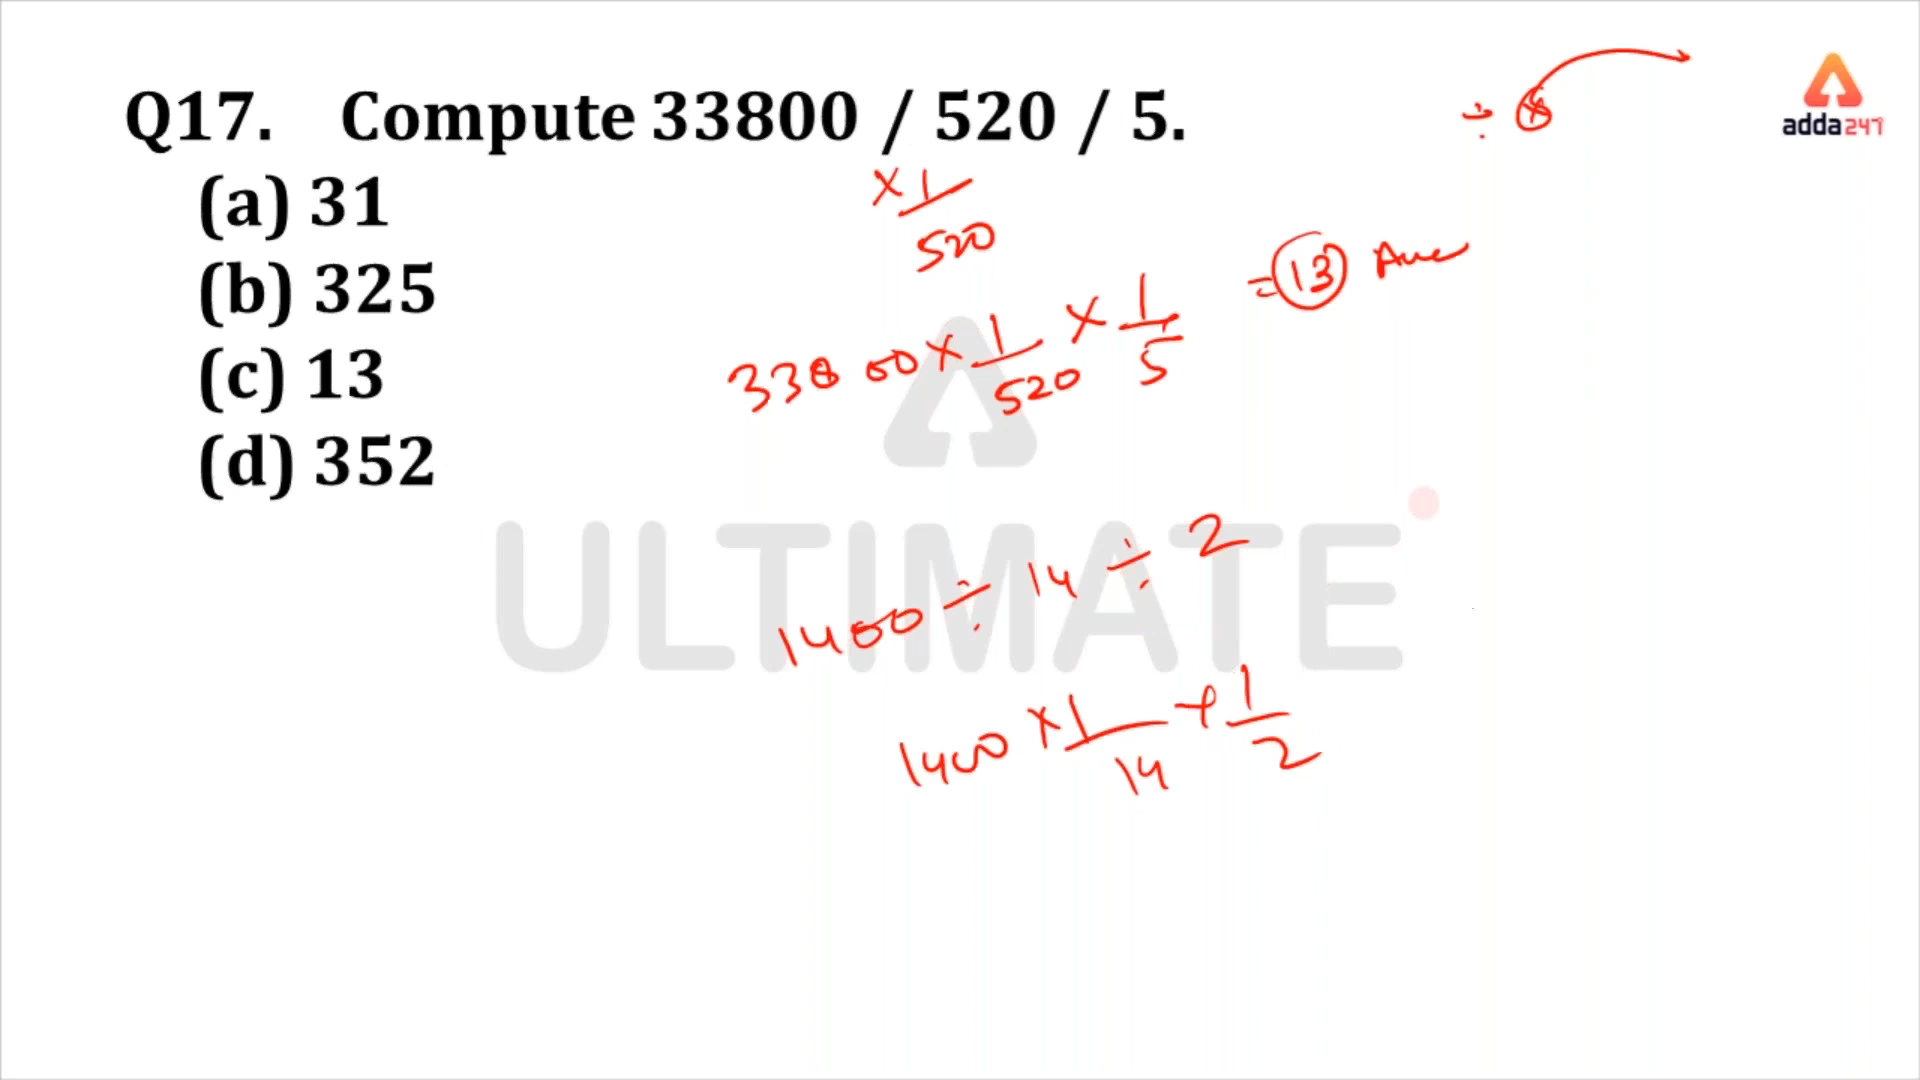 Q17. Compute 33800 / 520 / 5.
÷ ×
adda247
(a) 31
× 1/520
(b) 325
= 13 Ans
(c) 13
33800 × 1/520 × 1/5
(d) 352
ULTIMATE
1400 ÷ 14 ÷ 2
1400 × 1/14 + 1/2